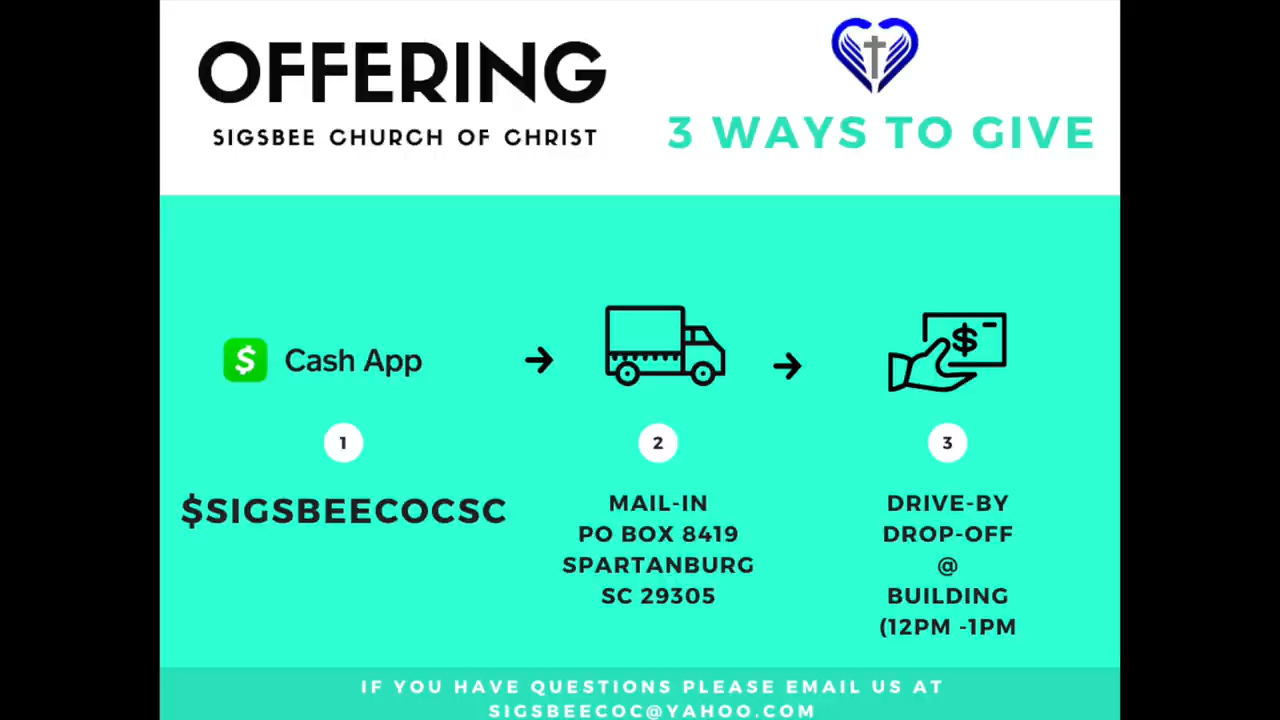 OFFERING
SIGSBEE CHURCH OF CHRIST
3 WAYS TO GIVE
$ Cash App
$
1
2
3
$SIGSBEECOCSC
MAIL-IN
PO BOX 8419
SPARTANBURG
SC 29305
DRIVE-BY
DROP-OFF
@
BUILDING
(12PM -1PM
IF YOU HAVE QUESTIONS PLEASE EMAIL US AT
SIGSBEECOC@YAHOO.COM